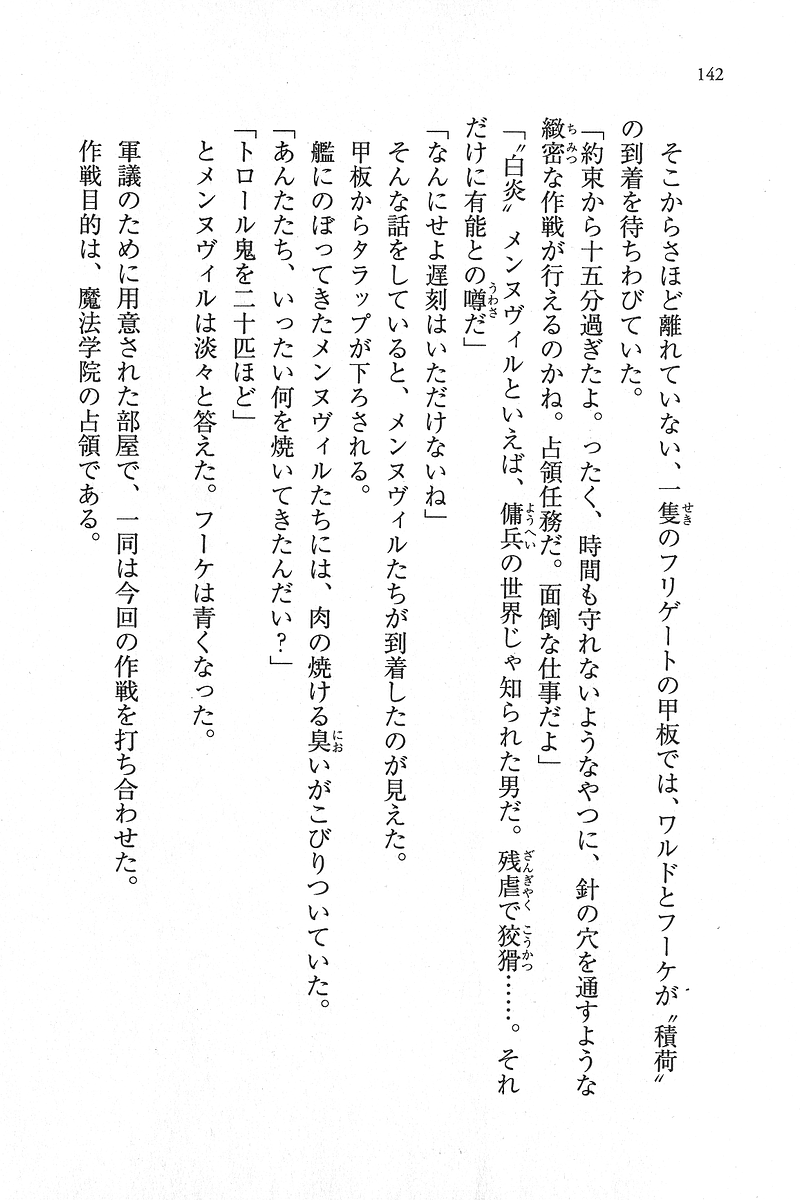 142
そこからさほど離れていない、一隻のフリゲートの甲板では、ワルドとフーケが〝積荷〟
の到着を待ちわびていた。
「約束から十五分過ぎたよ。ったく、時間も守れないようなやつに、針の穴を通すような
緻密な作戦が行えるのかね。占領任務だ。面倒な仕事だよ」
「〝白炎〟メンヌヴィルといえば、傭兵の世界じゃ知られた男だ。残虐で狡猾……。それ
だけに有能との噂だ」
「なんにせよ遅刻はいただけないね」
そんな話をしていると、メンヌヴィルたちが到着したのが見えた。
甲板からタラップが下ろされる。
艦にのぼってきたメンヌヴィルたちには、肉の焼ける臭いがこびりついていた。
「あんたたち、いったい何を焼いてきたんだい？」
「トロール鬼を二十匹ほど」
とメンヌヴィルは淡々と答えた。フーケは青くなった。
軍議のために用意された部屋で、一同は今回の作戦を打ち合わせた。
作戦目的は、魔法学院の占領である。